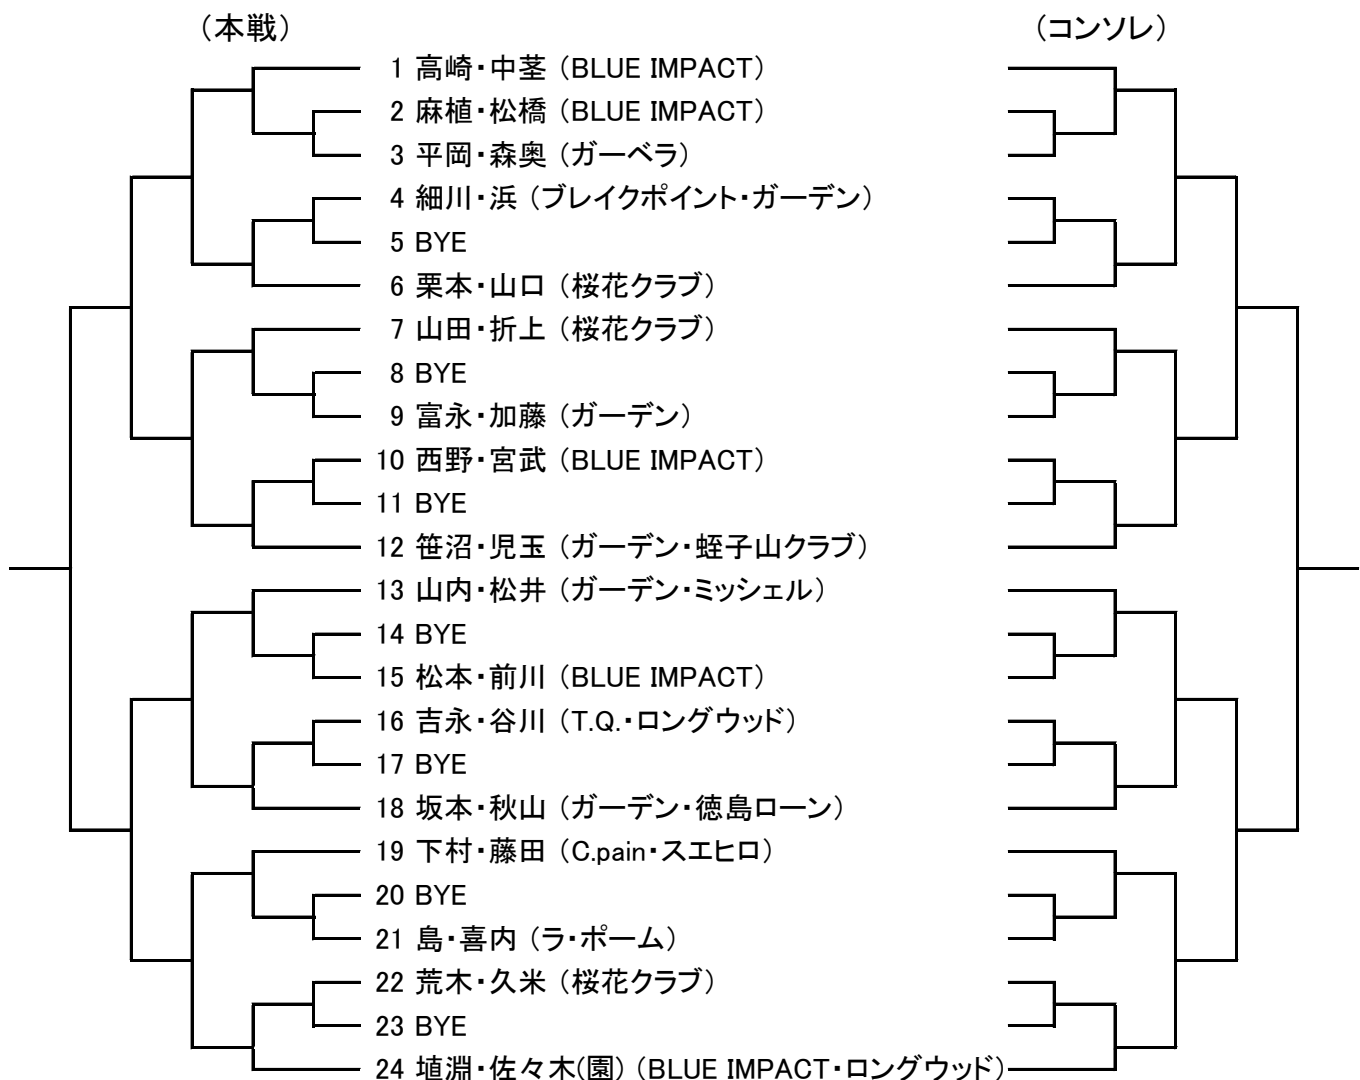 （本戦）
（コンソレ）
1 高崎・中茎（BLUE IMPACT）
2 麻植・松橋（BLUE IMPACT）
3 平岡・森奥（ガーベラ）
4 細川・浜（ブレイクポイント・ガーデン）
5 BYE
6 栗本・山口（桜花クラブ）
7 山田・折上（桜花クラブ）
8 BYE
9 富永・加藤（ガーデン）
10 西野・宮武（BLUE IMPACT）
11 BYE
12 笹沼・児玉（ガーデン・蛭子山クラブ）
13 山内・松井（ガーデン・ミッシェル）
14 BYE
15 松本・前川（BLUE IMPACT）
16 吉永・谷川（T.Q.・ロングウッド）
17 BYE
18 坂本・秋山（ガーデン・徳島ローン）
19 下村・藤田（C.pain・スエヒロ）
20 BYE
21 島・喜内（ラ・ポーム）
22 荒木・久米（桜花クラブ）
23 BYE
24 埴淵・佐々木(園)（BLUE IMPACT・ロングウッド）